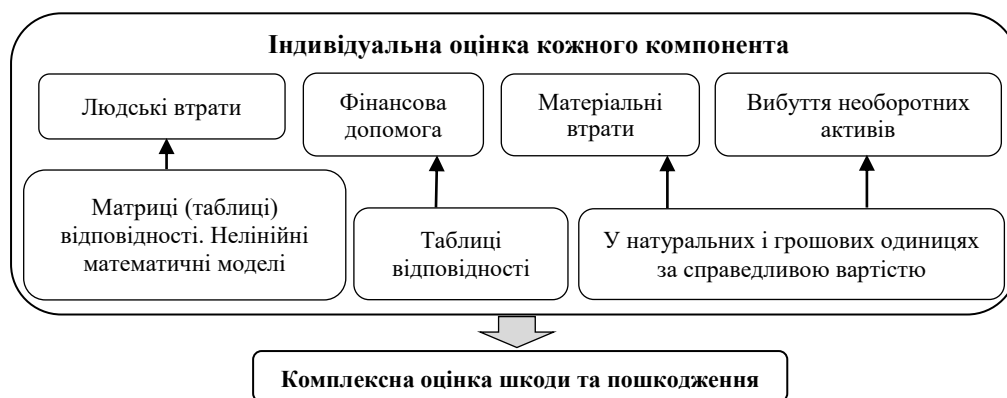 Індивідуальна оцінка кожного компонента
Людські втрати
Фінансова
допомога
Матеріальні
втрати
Вибуття необоротних
активів
Матриці (таблиці)
відповідності. Нелінійні
математичні моделі
Таблиці
відповідності
У натуральних і грошових одиницях
за справедливою вартістю
Комплексна оцінка шкоди та пошкодження